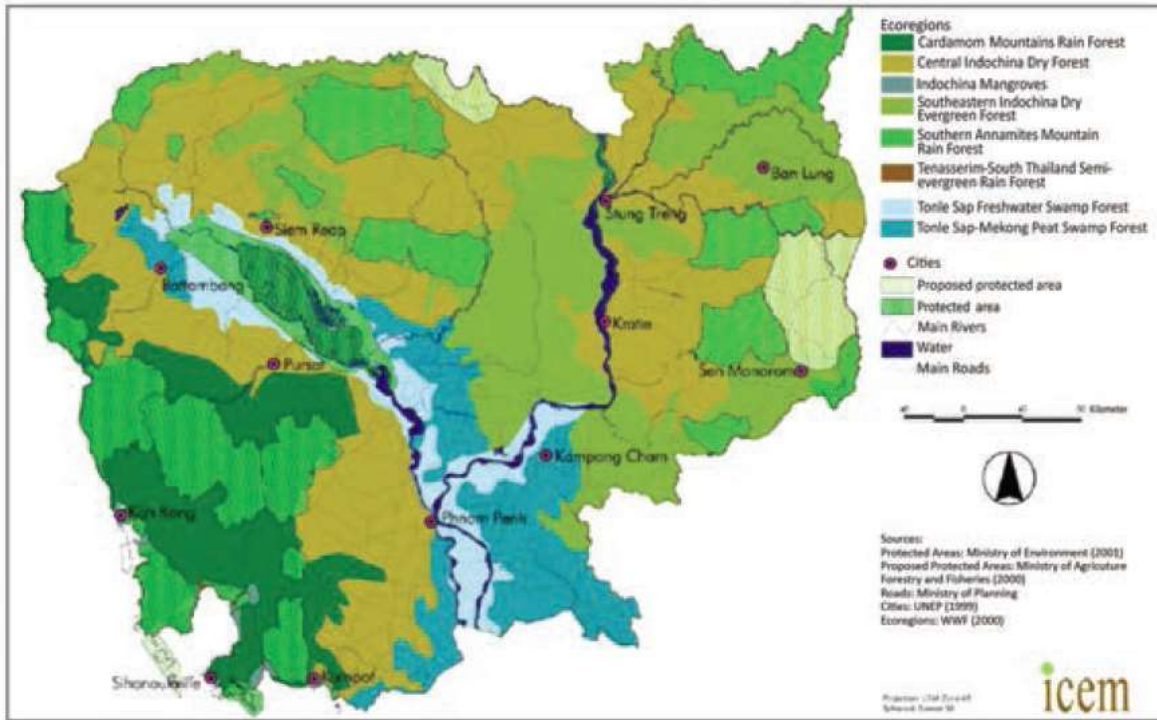 Ecoregions
Cardamom Mountains Rain Forest
Central Indochina Dry Forest
Indochina Mangroves
Southeastern Indochina Dry
Evergreen Forest
Southern Annamites Mountain
Rain Forest
Tenasserim-South Thailand Semi-
evergreen Rain Forest
Tonle Sap Freshwater Swamp Forest
Tonle Sap-Mekong Peat Swamp Forest
Cities
Proposed protected area
Protected area
Main Rivers
Water
Main Roads
Kilometer
Ban Lung
Stung Treng
Siem Reap
Battambang
Kratie
Pursat
Sen Monorom
Kampong Cham
Koh Kong
Phnom Penh
Sihanoukville
Kampot
Sources:
Protected Areas: Ministry of Environment (2001)
Proposed Protected Areas: Ministry of Agricuture
Forestry and Fisheries (2000)
Roads: Ministry of Planning
Cities: UNEP (1999)
Ecoregions: WWF (2000)
icem